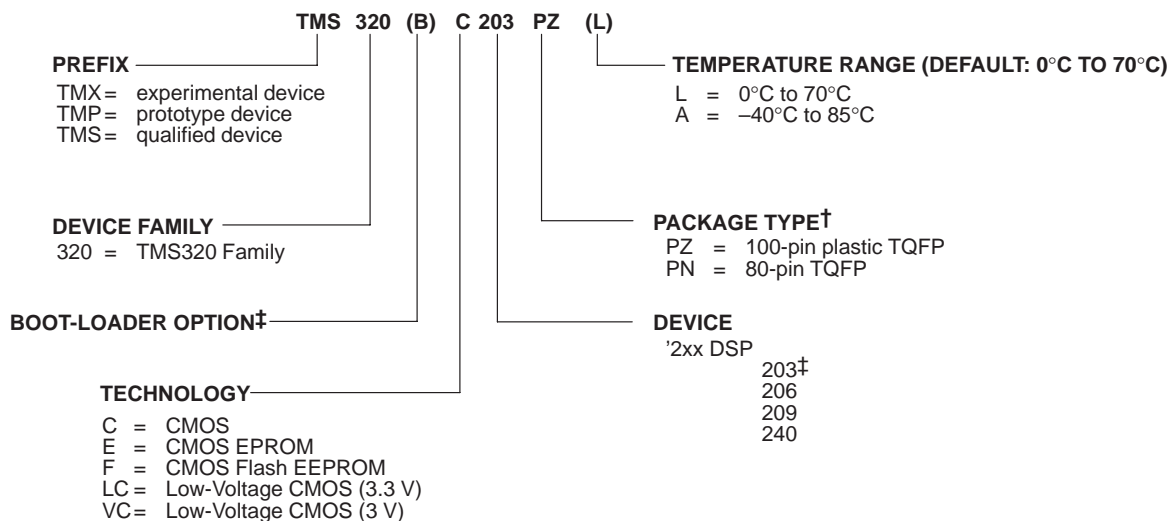 TMS 320 (B) C 203 PZ (L)
PREFIX
TMX = experimental device
TMP = prototype device
TMS = qualified device
TEMPERATURE RANGE (DEFAULT: 0°C TO 70°C)
L = 0°C to 70°C
A = –40°C to 85°C
DEVICE FAMILY
320 = TMS320 Family
PACKAGE TYPE†
PZ = 100-pin plastic TQFP
PN = 80-pin TQFP
BOOT-LOADER OPTION‡
DEVICE
’2xx DSP
203‡
206
209
240
TECHNOLOGY
C = CMOS
E = CMOS EPROM
F = CMOS Flash EEPROM
LC = Low-Voltage CMOS (3.3 V)
VC = Low-Voltage CMOS (3 V)